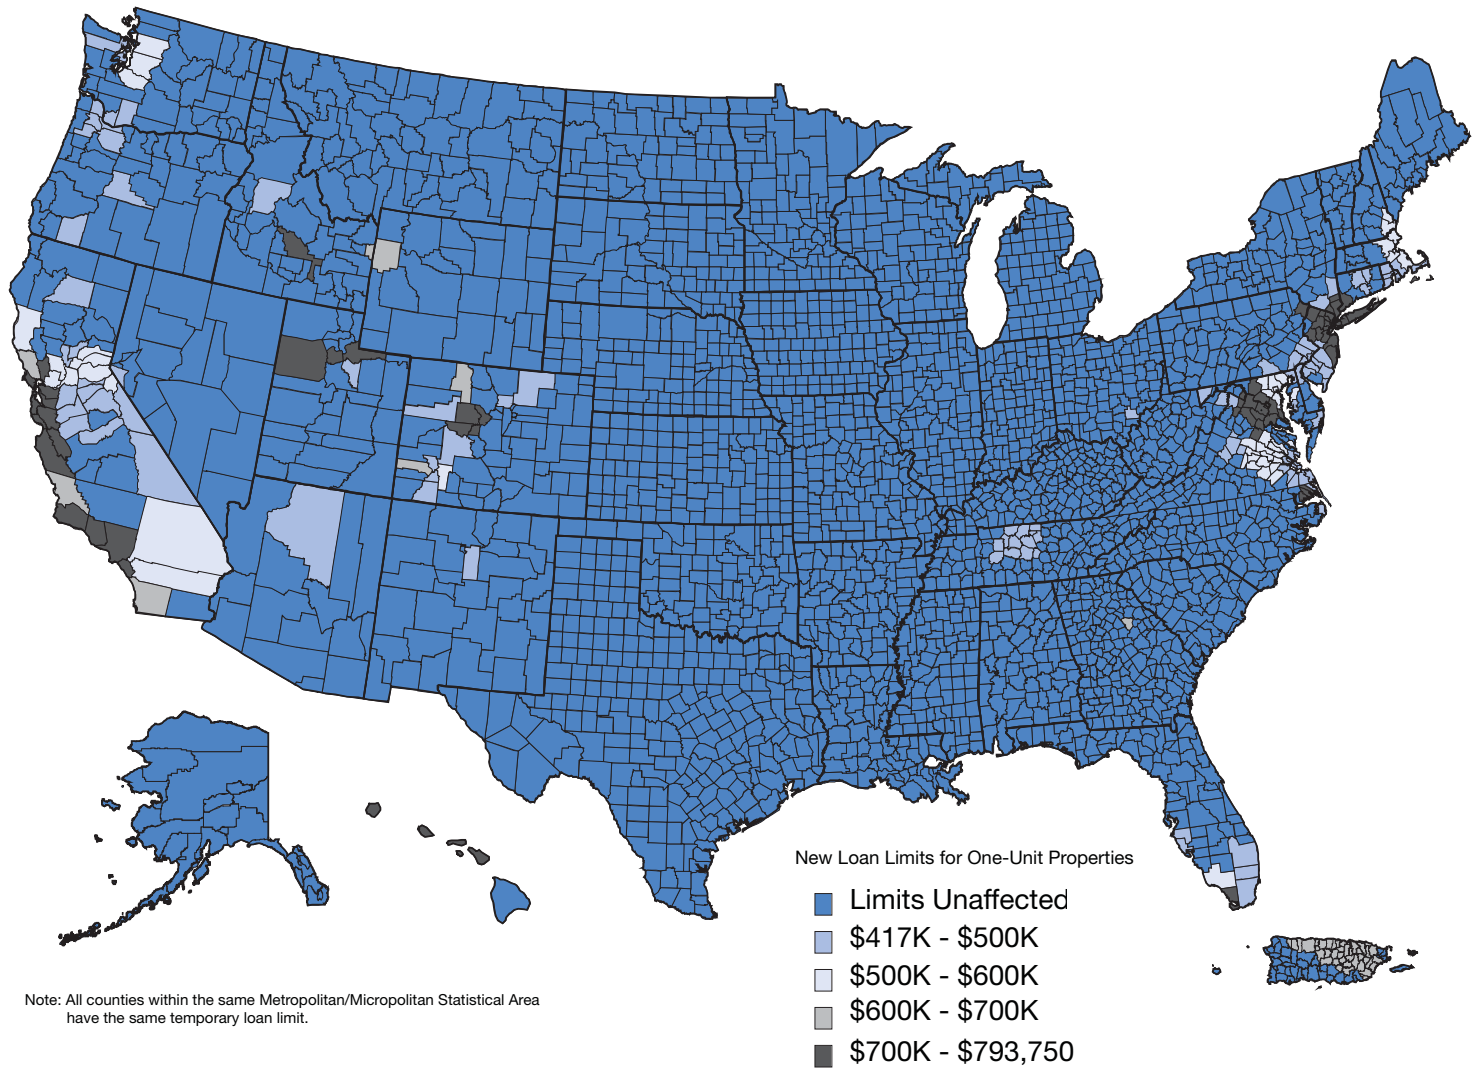 New Loan Limits for One-Unit Properties
Limits Unaffected
$417K - $500K
$500K - $600K
$600K - $700K
$700K - $793,750
Note: All counties within the same Metropolitan/Micropolitan Statistical Area
have the same temporary loan limit.